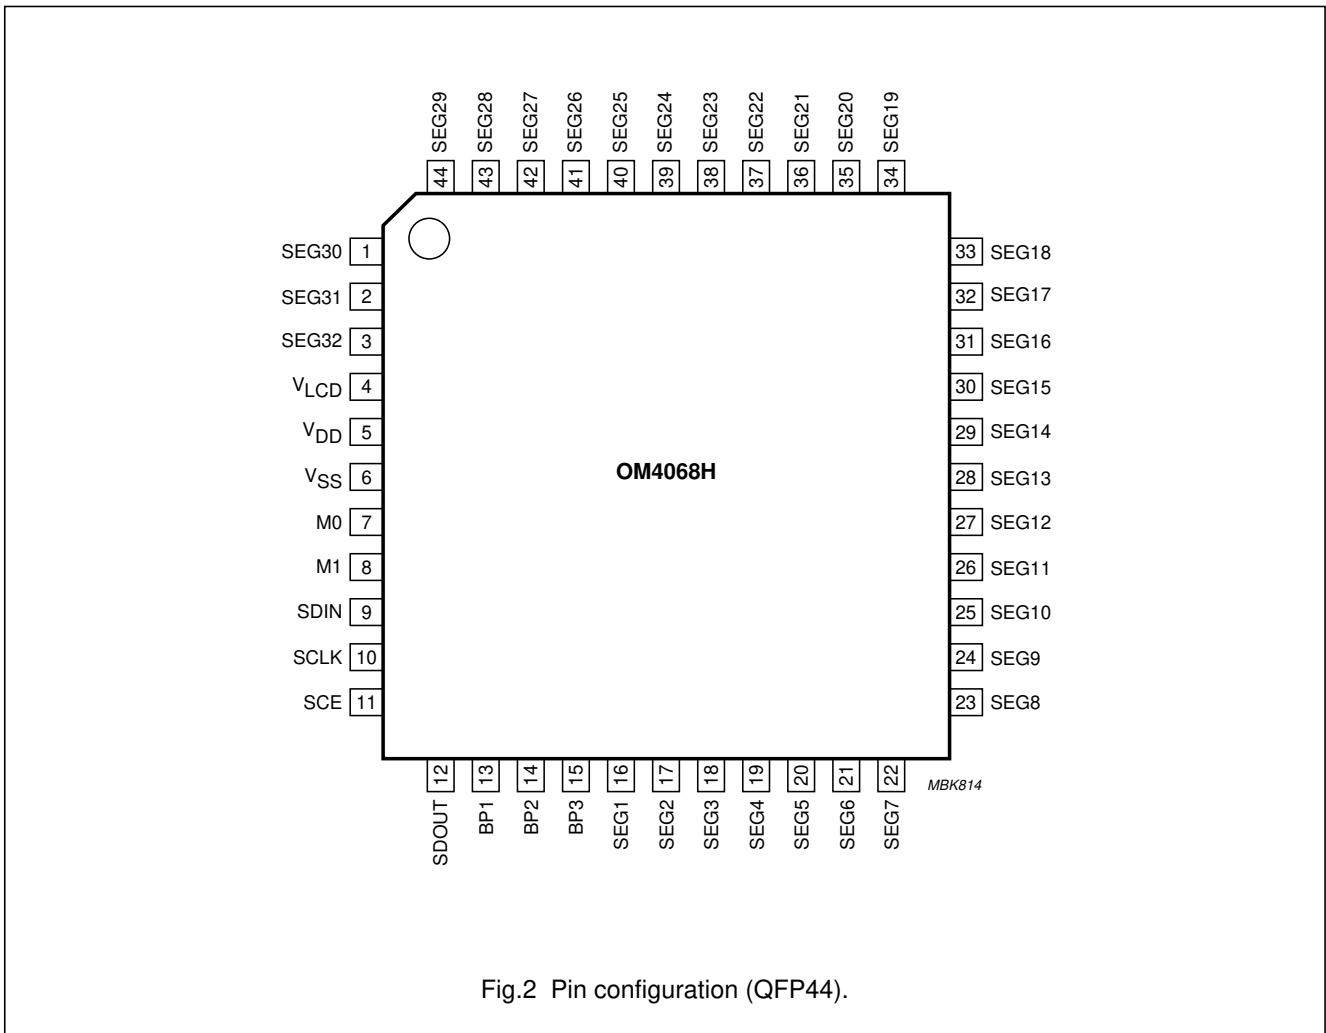 SEG29 SEG28 SEG27 SEG26 SEG25 SEG24 SEG23 SEG22 SEG21 SEG20 SEG19
44 43 42 41 40 39 38 37 36 35 34
SEG30 1 33 SEG18
SEG31 2 32 SEG17
SEG32 3 31 SEG16
VLCD 4 30 SEG15
VDD 5 29 SEG14
OM4068H
VSS 6 28 SEG13
M0 7 27 SEG12
M1 8 26 SEG11
SDIN 9 25 SEG10
SCLK 10 24 SEG9
SCE 11 23 SEG8
12 13 14 15 16 17 18 19 20 21 22
MBK814
SDOUT BP1 BP2 BP3 SEG1 SEG2 SEG3 SEG4 SEG5 SEG6 SEG7
Fig.2 Pin configuration (QFP44).